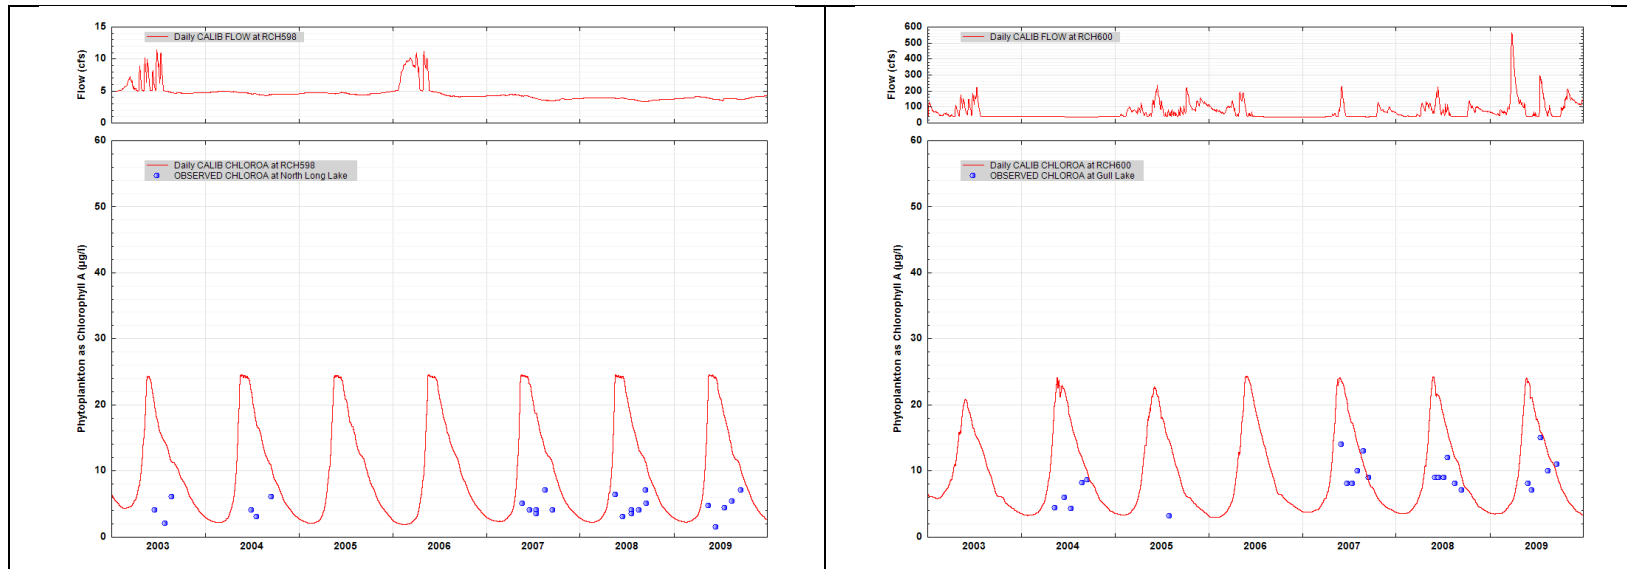 15
10
5
0
Flow (cfs)
Daily CALIB FLOW at RCH598
60
50
40
30
20
10
0
Phytoplankton as Chlorophyll A (µg/l)
Daily CALIB CHLOROA at RCH598
OBSERVED CHLOROA at North Long Lake
2003 2004 2005 2006 2007 2008 2009
600
500
400
300
200
100
0
Flow (cfs)
Daily CALIB FLOW at RCH600
60
50
40
30
20
10
0
Phytoplankton as Chlorophyll A (µg/l)
Daily CALIB CHLOROA at RCH600
OBSERVED CHLOROA at Gull Lake
2003 2004 2005 2006 2007 2008 2009